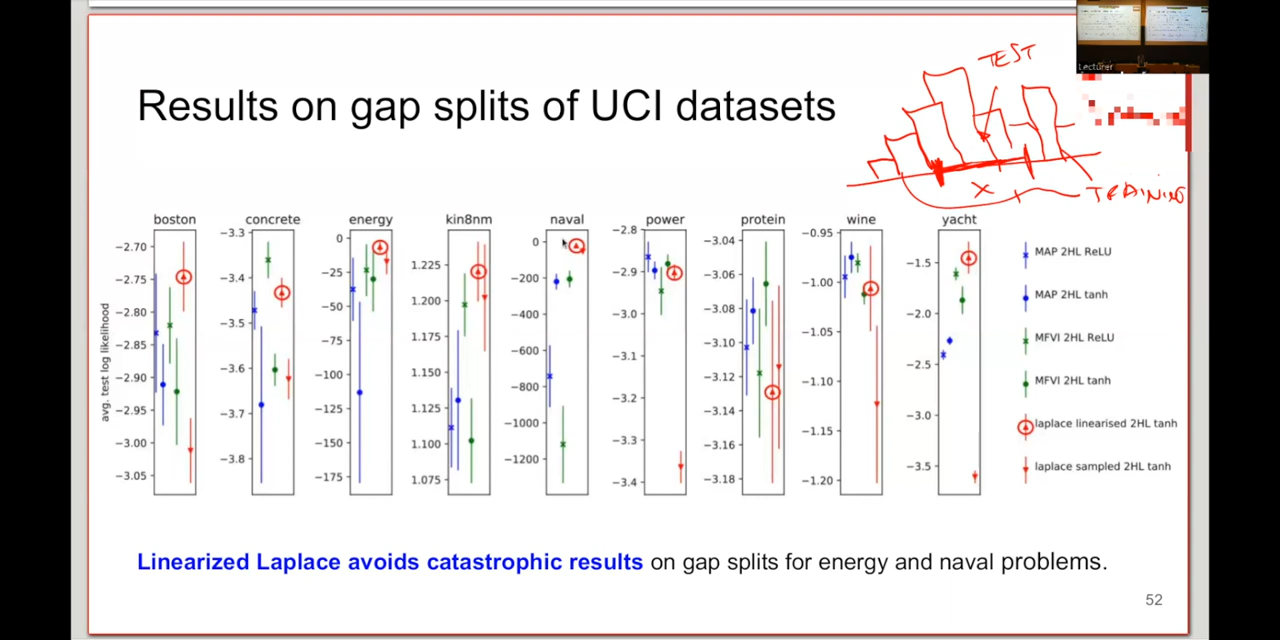 Lecturer
Results on gap splits of UCI datasets
TEST
X
TRAINING
boston
concrete
energy
kin8nm
naval
power
protein
wine
yacht
avg. test log likelihood
−2.70
−2.75
−2.80
−2.85
−2.90
−2.95
−3.00
−3.05
−3.3
−3.4
−3.5
−3.6
−3.7
−3.8
0
−25
−50
−75
−100
−125
−150
−175
1.225
1.200
1.175
1.150
1.125
1.100
1.075
0
−200
−400
−600
−800
−1000
−1200
−2.8
−2.9
−3.0
−3.1
−3.2
−3.3
−3.4
−3.04
−3.06
−3.08
−3.10
−3.12
−3.14
−3.16
−3.18
−0.95
−1.00
−1.05
−1.10
−1.15
−1.20
−1.5
−2.0
−2.5
−3.0
−3.5
MAP 2HL ReLU
MAP 2HL tanh
MFVI 2HL ReLU
MFVI 2HL tanh
laplace linearised 2HL tanh
laplace sampled 2HL tanh
Linearized Laplace avoids catastrophic results on gap splits for energy and naval problems.
52